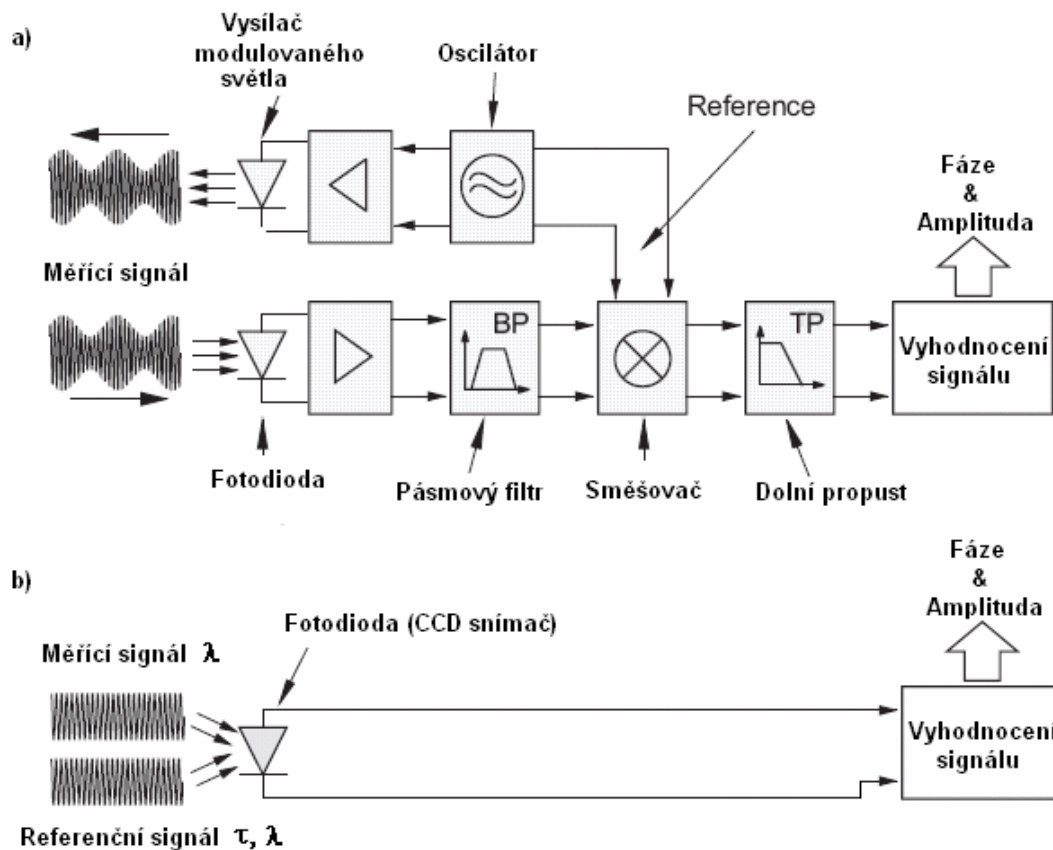 a)
Vysílač
modulovaného
světla
Oscilátor
Reference
Fáze
&
Amplituda
Měřící signál
BP
TP
Vyhodnocení
signálu
Fotodioda
Pásmový filtr
Směšovač
Dolní propust
b)
Fotodioda (CCD snímač)
Fáze
&
Amplituda
Měřící signál λ
Vyhodnocení
signálu
Referenční signál τ, λ